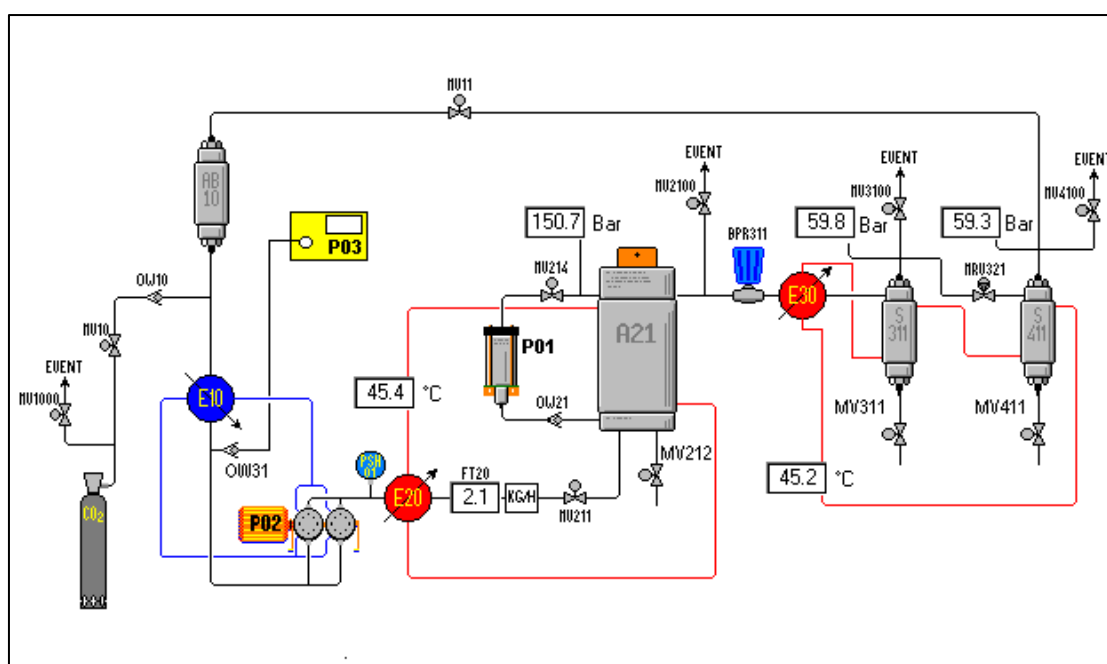 MV11
EVENT
EVENT
EVENT
MV2100
MV3100
MV4100
AB
10
P03
150.7 Bar
59.8 Bar
59.3 Bar
BPR311
OW10
MV214
MRV321
E30
MV10
A21
S
311
S
411
P01
EVENT
E10
45.4 °C
MV1000
OW21
MV311
MV411
OW31
MV212
PSH
01
FT20
45.2 °C
CO2
E20
2.1
KG/H
P02
MV211